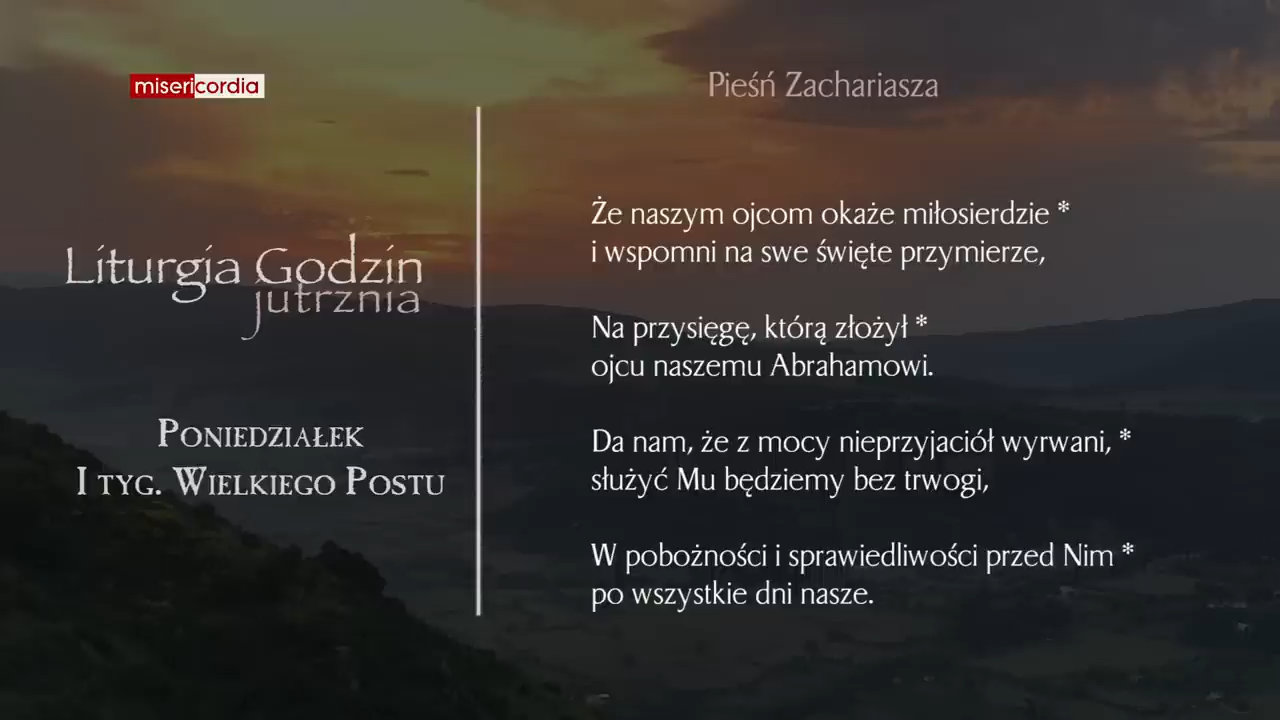 misericordia
Liturgia Godzin
jutrznia
Poniedziałek
I tyg. Wielkiego Postu
Pieśń Zachariasza
Że naszym ojcom okaże miłosierdzie *
i wspomni na swe święte przymierze,
Na przysięgę, którą złożył *
ojcu naszemu Abrahamowi.
Da nam, że z mocy nieprzyjaciół wyrwani, *
służyć Mu będziemy bez trwogi,
W pobożności i sprawiedliwości przed Nim *
po wszystkie dni nasze.